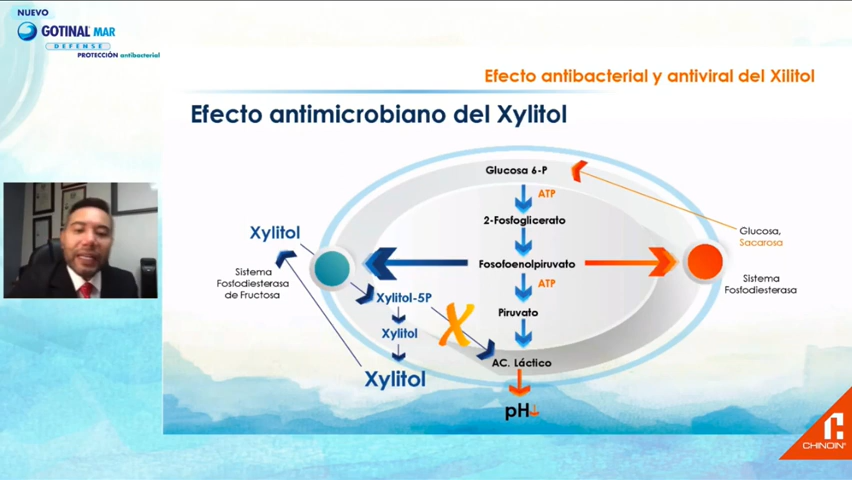 NUEVO
GOTINAL MAR
DEFENSE
PROTECCIÓN antibacterial
Efecto antibacterial y antiviral del Xilitol
Efecto antimicrobiano del Xylitol
Glucosa 6-P
ATP
2-Fosfoglicerato
Xylitol
Glucosa,
Sacarosa
Fosofoenolpiruvato
Sistema
Fosfodiesterasa
de Fructosa
Sistema
Fosfodiesterasa
ATP
Xylitol-5P
X
Piruvato
Xylitol
AC. Láctico
Xylitol
pH↓
CHINOIN®